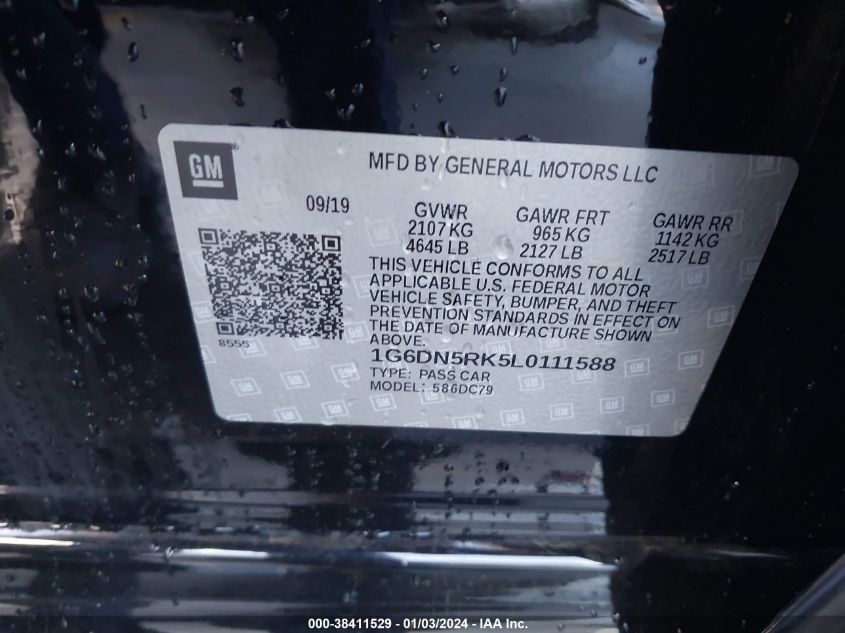 GM ®
MFD BY GENERAL MOTORS LLC
09/19
GVWR
2107 KG
4645 LB
GAWR FRT
965 KG
2127 LB
GAWR RR
1142 KG
2517 LB
THIS VEHICLE CONFORMS TO ALL
APPLICABLE U.S. FEDERAL MOTOR
VEHICLE SAFETY, BUMPER, AND THEFT
PREVENTION STANDARDS IN EFFECT ON
THE DATE OF MANUFACTURE SHOWN
ABOVE.
8555
1G6DN5RK5L0111588
TYPE: PASS CAR
MODEL: 586DC79
000-38411529 - 01/03/2024 - IAA Inc.